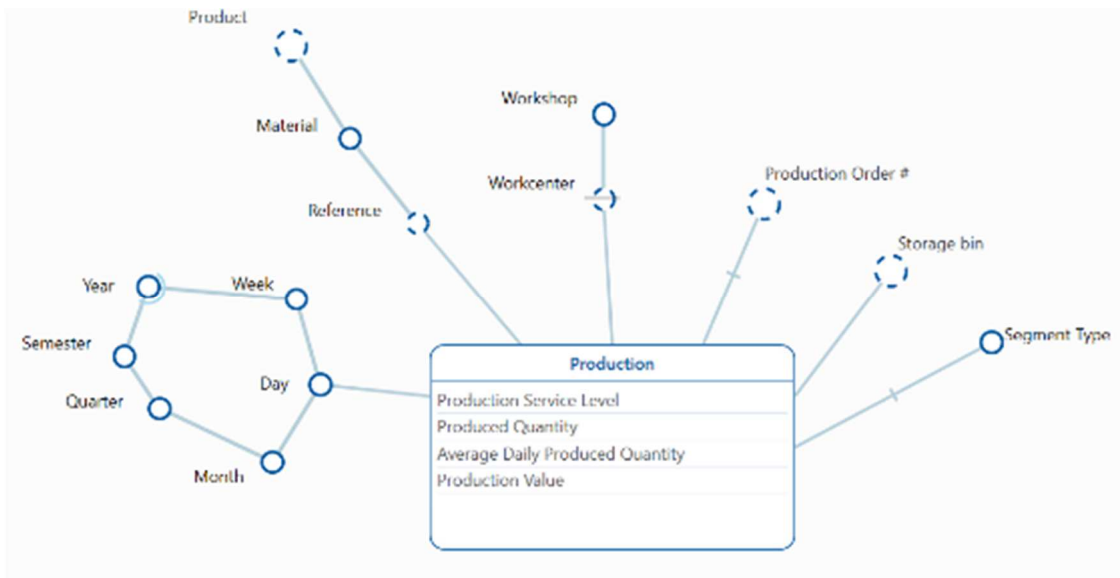 Product
Workshop
Material
Production Order #
Workcenter
Reference
Storage bin
Year
Week
Semester
Segment Type
Production
Day
Quarter
Production Service Level
Produced Quantity
Average Daily Produced Quantity
Month
Production Value